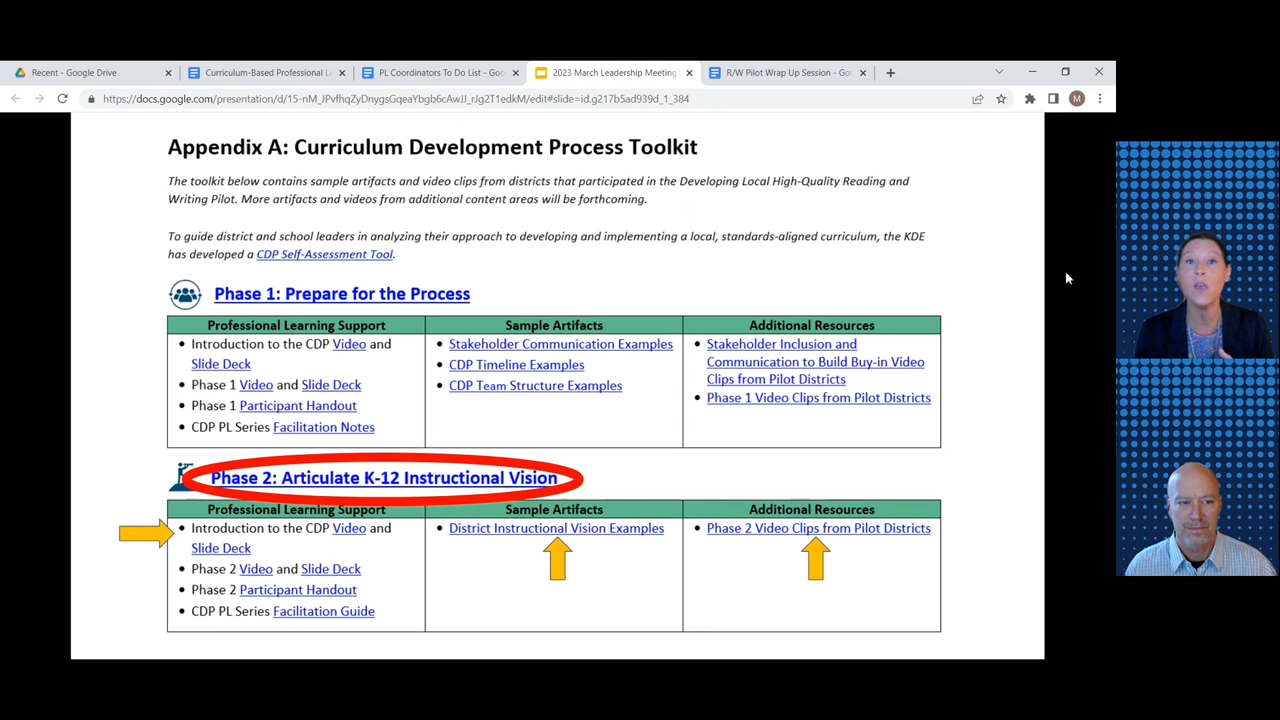 Recent - Google Drive
Curriculum-Based Professional Le
PL Coordinators To Do List - Goo
2023 March Leadership Meeting
R/W Pilot Wrap Up Session - Go
https://docs.google.com/presentation/d/15-nM_JPvfhqZyDnygsGqeaYbgb6cAwJJ_rJg2T1edkM/edit#slide=id.g217b5ad939d_1_384
M
Appendix A: Curriculum Development Process Toolkit
The toolkit below contains sample artifacts and video clips from districts that participated in the Developing Local High-Quality Reading and
Writing Pilot. More artifacts and videos from additional content areas will be forthcoming.
To guide district and school leaders in analyzing their approach to developing and implementing a local, standards-aligned curriculum, the KDE
has developed a CDP Self-Assessment Tool.
Phase 1: Prepare for the Process
Professional Learning Support
• Introduction to the CDP Video and
Slide Deck
• Phase 1 Video and Slide Deck
• Phase 1 Participant Handout
• CDP PL Series Facilitation Notes
Sample Artifacts
• Stakeholder Communication Examples
• CDP Timeline Examples
• CDP Team Structure Examples
Additional Resources
• Stakeholder Inclusion and
Communication to Build Buy-in Video
Clips from Pilot Districts
• Phase 1 Video Clips from Pilot Districts
Phase 2: Articulate K-12 Instructional Vision
Professional Learning Support
• Introduction to the CDP Video and
Slide Deck
• Phase 2 Video and Slide Deck
• Phase 2 Participant Handout
• CDP PL Series Facilitation Guide
Sample Artifacts
• District Instructional Vision Examples
Additional Resources
• Phase 2 Video Clips from Pilot Districts